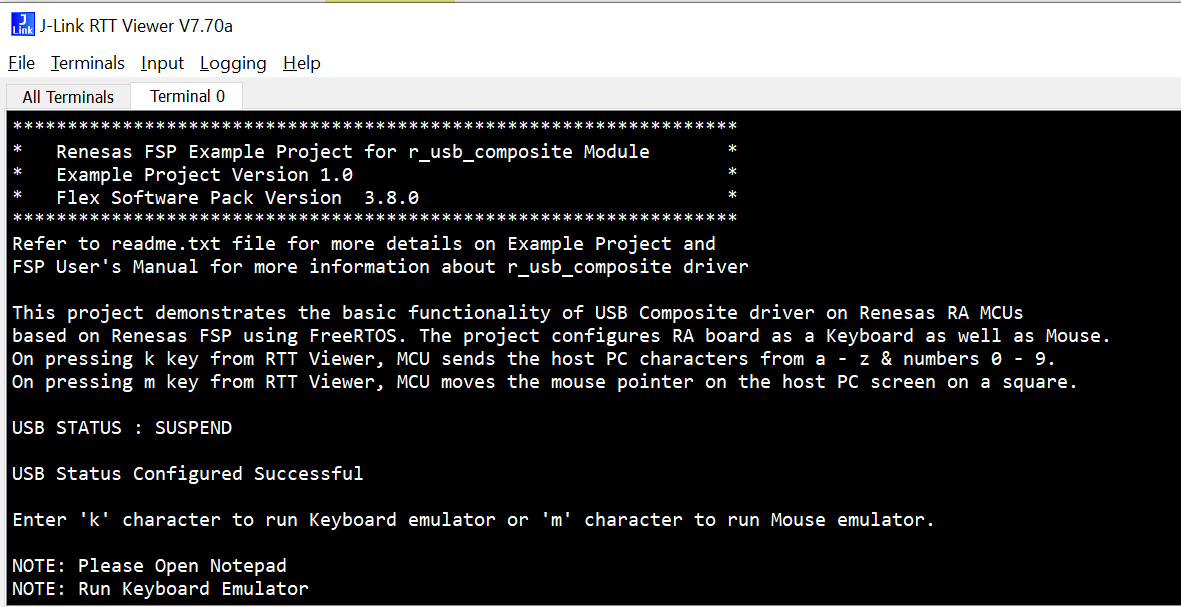 J Link J-Link RTT Viewer V7.70a
File Terminals Input Logging Help
All Terminals Terminal 0
******************************************************************
* Renesas FSP Example Project for r_usb_composite Module *
* Example Project Version 1.0 *
* Flex Software Pack Version 3.8.0 *
******************************************************************
Refer to readme.txt file for more details on Example Project and
FSP User's Manual for more information about r_usb_composite driver
This project demonstrates the basic functionality of USB Composite driver on Renesas RA MCUs
based on Renesas FSP using FreeRTOS. The project configures RA board as a Keyboard as well as Mouse.
On pressing k key from RTT Viewer, MCU sends the host PC characters from a - z & numbers 0 - 9.
On pressing m key from RTT Viewer, MCU moves the mouse pointer on the host PC screen on a square.
USB STATUS : SUSPEND
USB Status Configured Successful
Enter 'k' character to run Keyboard emulator or 'm' character to run Mouse emulator.
NOTE: Please Open Notepad
NOTE: Run Keyboard Emulator